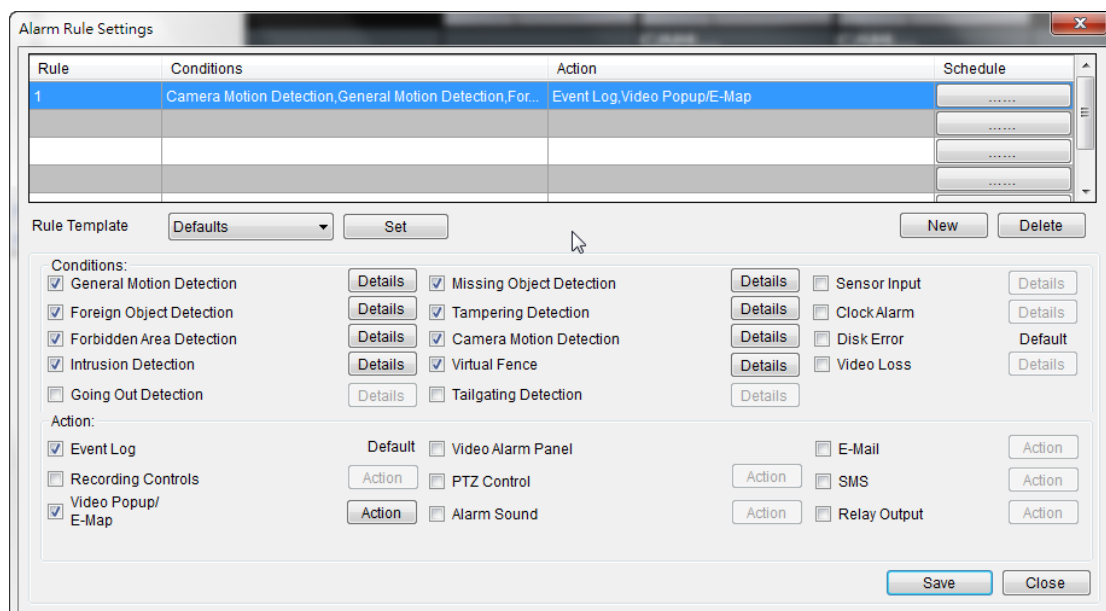 Alarm Rule Settings
Rule Conditions Action Schedule
1 Camera Motion Detection,General Motion Detection,For... Event Log,Video Popup/E-Map ......
......
......
......
Rule Template Defaults Set New Delete
Conditions:
General Motion Detection Details Missing Object Detection Details Sensor Input Details
Foreign Object Detection Details Tampering Detection Details Clock Alarm Details
Forbidden Area Detection Details Camera Motion Detection Details Disk Error Default
Intrusion Detection Details Virtual Fence Details Video Loss Details
Going Out Detection Details Tailgating Detection Details
Action:
Event Log Default Video Alarm Panel E-Mail Action
Recording Controls Action PTZ Control Action SMS Action
Video Popup/
E-Map Action Alarm Sound Action Relay Output Action
Save Close